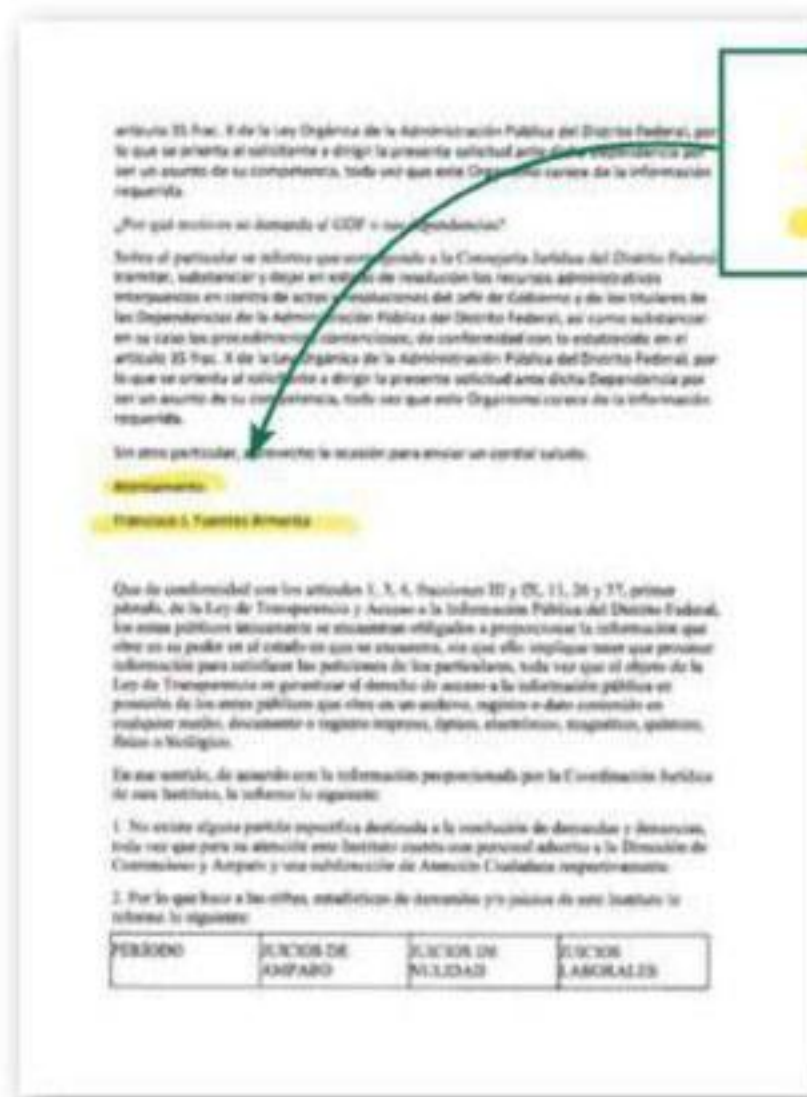 artículo 35 frac. X de la Ley Orgánica de la Administración Pública del Distrito Federal, por
lo que se orienta al solicitante a dirigir la presente solicitud ante dicha Dependencia por
ser un asunto de su competencia, toda vez que este Organismo carece de la información
requerida.
¿Por qué motivos se demanda al GDF o sus dependencias?
Sobre el particular se informa que corresponde a la Consejería Jurídica del Distrito Federal
tramitar, substanciar y dejar en estado de resolución los recursos administrativos
interpuestos en contra de actos y resoluciones del Jefe de Gobierno y de los titulares de
las Dependencias de la Administración Pública del Distrito Federal, así como substanciar
en su caso los procedimientos contenciosos, de conformidad con lo establecido en el
artículo 35 frac. X de la Ley Orgánica de la Administración Pública del Distrito Federal, por
lo que se orienta al solicitante a dirigir la presente solicitud ante dicha Dependencia por
ser un asunto de su competencia, toda vez que este Organismo carece de la información
requerida.
Sin otro particular, aprovecho la ocasión para enviar un cordial saludo.
Atentamente
Francisco J. Fuentes Armenta
Que de conformidad con los artículos 1, 3, 4, fracciones III y IX, 11, 26 y 37, primer
párrafo, de la Ley de Transparencia y Acceso a la Información Pública del Distrito Federal,
los entes públicos únicamente se encuentran obligados a proporcionar la información que
obre en su poder en el estado en que se encuentra, sin que ello implique tener que procesar
información para satisfacer las peticiones de los particulares, toda vez que el objeto de la
Ley de Transparencia es garantizar el derecho de acceso a la información pública en
posesión de los entes públicos que obre en un archivo, registro o dato contenido en
cualquier medio, documento o registro impreso, óptico, electrónico, magnético, químico,
físico o biológico.
En ese sentido, de acuerdo con la información proporcionada por la Coordinación Jurídica
de este Instituto, le informo lo siguiente:
1. No existe alguna partida específica destinada a la resolución de demandas y denuncias,
toda vez que para su atención este Instituto cuenta con personal adscrito a la Dirección de
Contencioso y Amparo y una subdirección de Atención Ciudadana respectivamente.
2. Por lo que hace a las cifras, estadísticas de demandas y/o juicios de este Instituto le
informo lo siguiente:
PERÍODO JUICIOS DE JUICIOS DE JUICIOS
AMPARO NULIDAD LABORALES